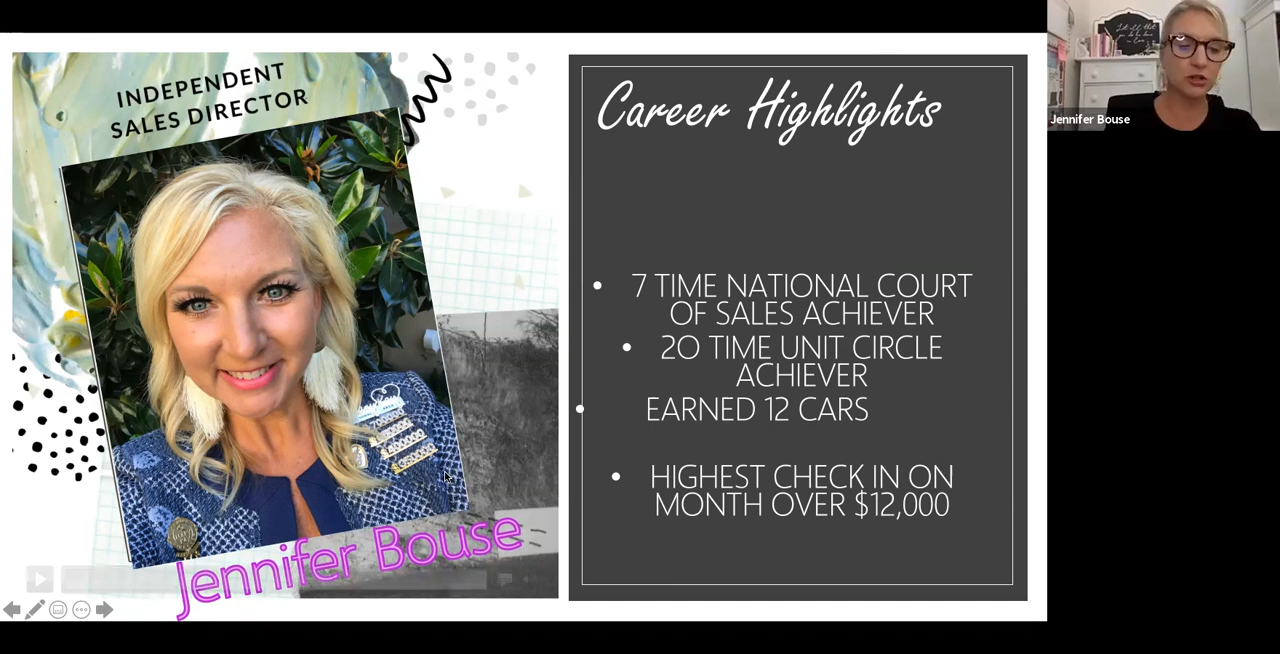 INDEPENDENT
SALES DIRECTOR
Jennifer Bouse
Career Highlights
• 7 TIME NATIONAL COURT
OF SALES ACHIEVER
• 20 TIME UNIT CIRCLE
ACHIEVER
• EARNED 12 CARS
• HIGHEST CHECK IN ON
MONTH OVER $12,000
Jennifer Bouse